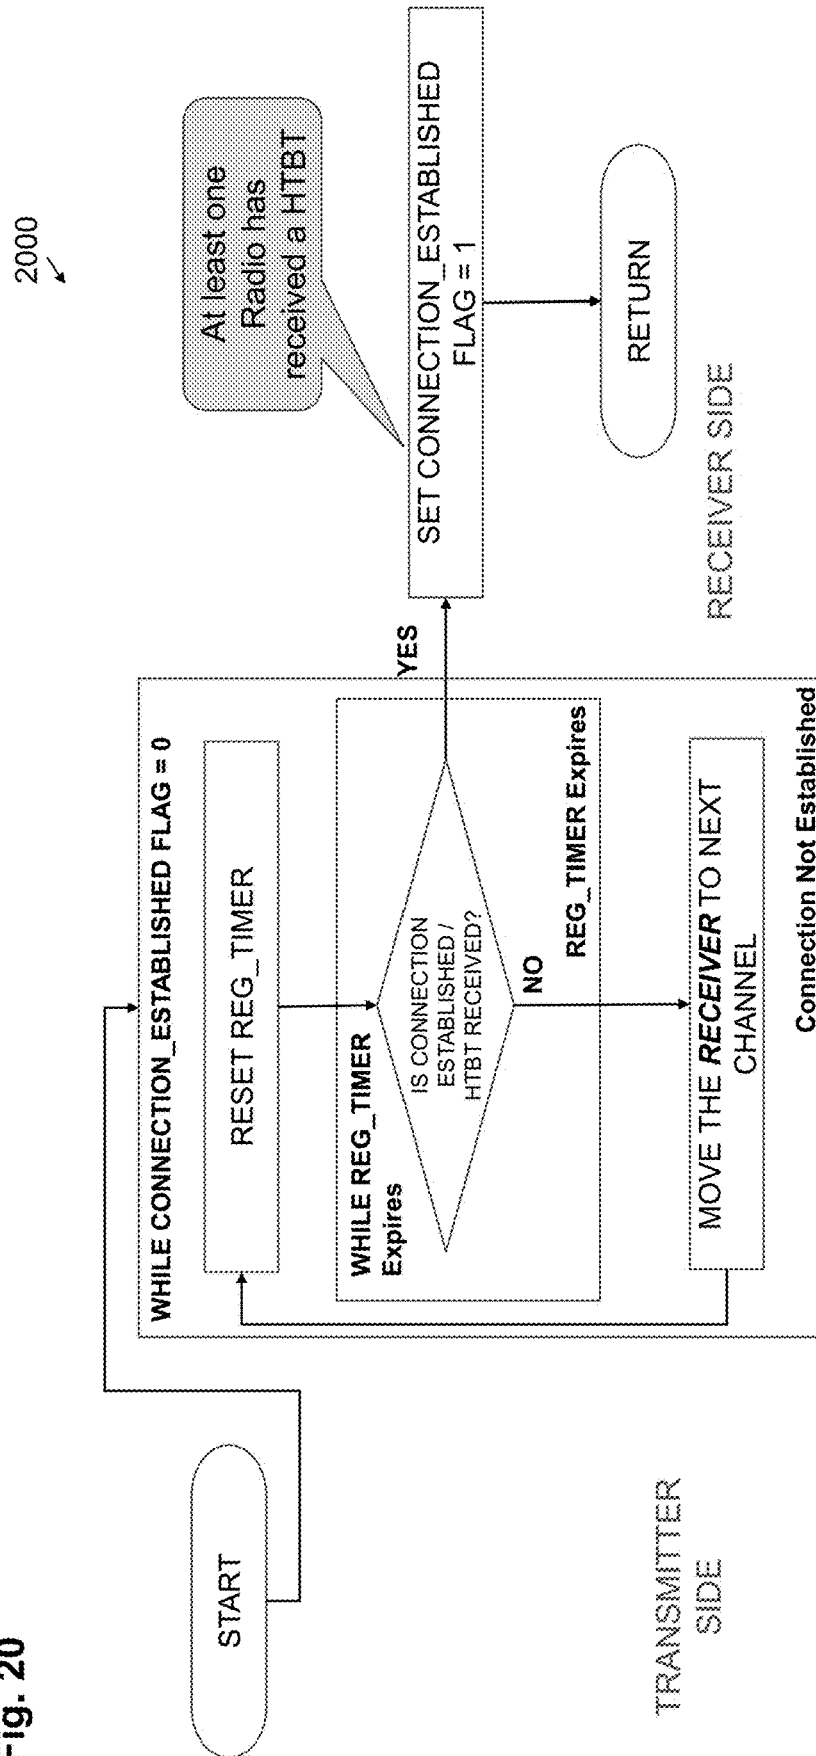 Fig. 20
2000
START
TRANSMITTER
SIDE
WHILE CONNECTION_ESTABLISHED FLAG = 0
RESET REG_TIMER
WHILE REG_TIMER
Expires
IS CONNECTION
ESTABLISHED /
HTBT RECEIVED?
NO
REG_TIMER Expires
MOVE THE RECEIVER TO NEXT
CHANNEL
Connection Not Established
YES
At least one
Radio has
received a HTBT
SET CONNECTION_ESTABLISHED
FLAG = 1
RETURN
RECEIVER SIDE